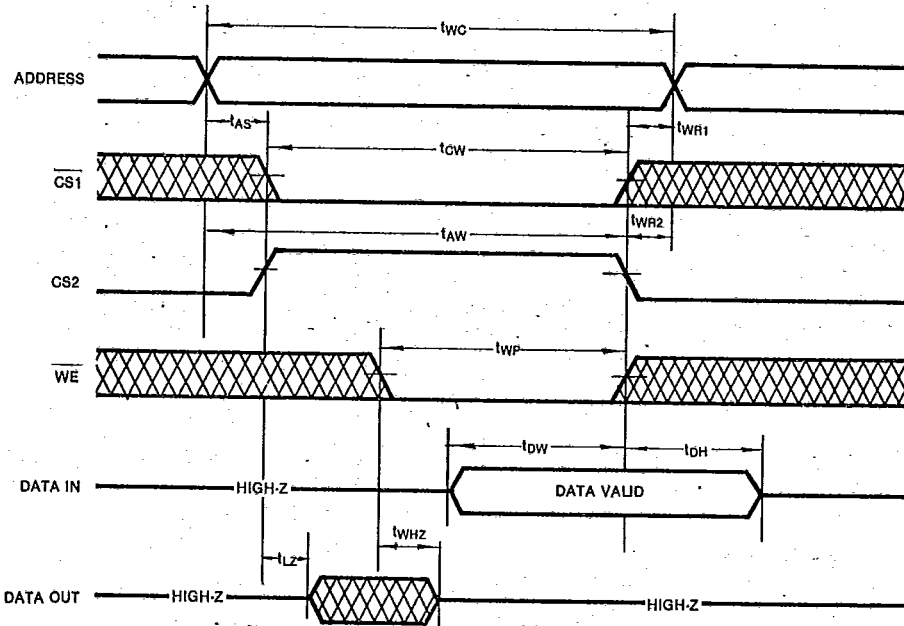 tWC
ADDRESS
tAS
tWR1
tCW
CS1
tWR2
tAW
CS2
tWP
WE
tDW
tDH
DATA IN
HIGH-Z
DATA VALID
tWHZ
tLZ
DATA OUT
HIGH-Z
HIGH-Z